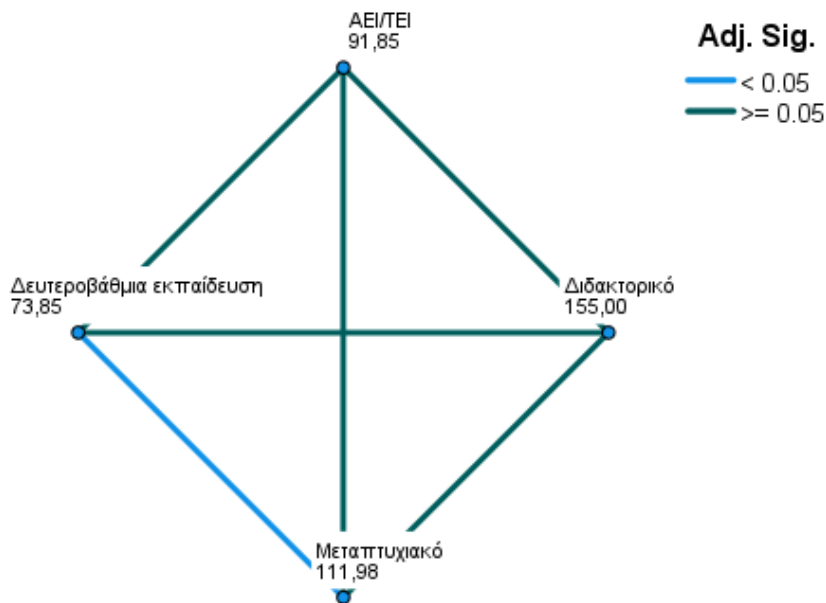 ΑΕΙ/ΤΕΙ
91,85
Adj. Sig.
< 0.05
>= 0.05
Δευτεροβάθμια εκπαίδευση
73,85
Διδακτορικό
155,00
Μεταπτυχιακό
111,98